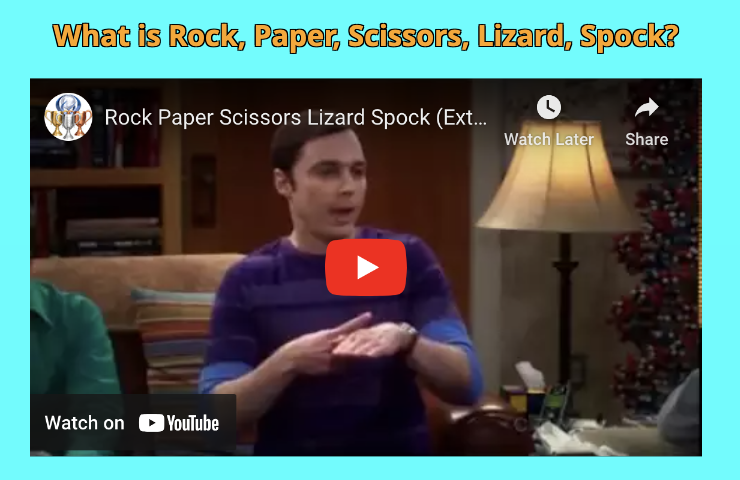 What is Rock, Paper, Scissors, Lizard, Spock?
Rock Paper Scissors Lizard Spock (Ext...
Watch Later
Share
Watch on YouTube